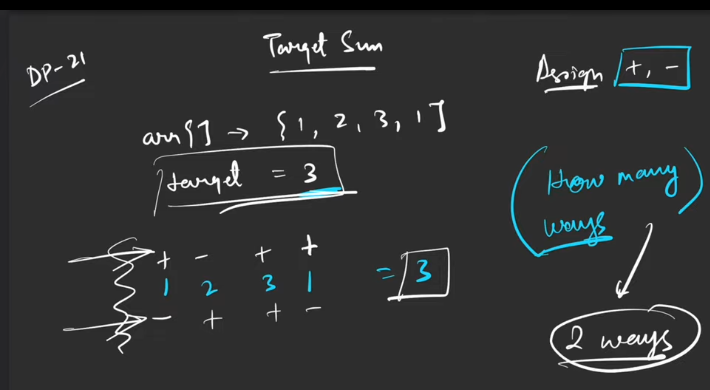 DP-21
Target Sum
Assign +, -
arr[] → {1, 2, 3, 1]
target = 3
How many
ways
+ - + +
1 2 3 1 = 3
- + + -
2 ways